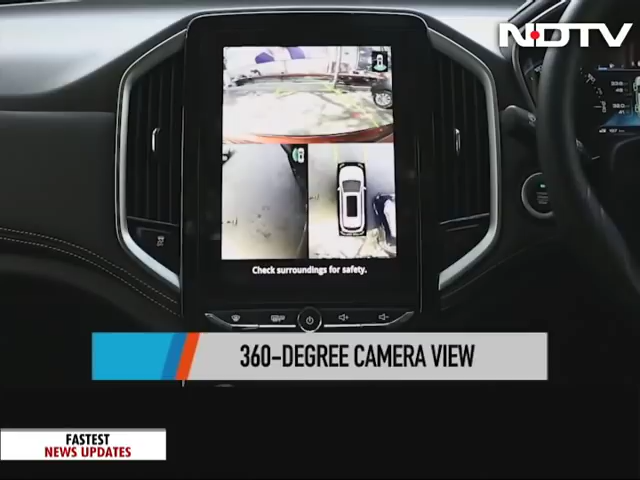 NDTV
Check surroundings for safety.
360-DEGREE CAMERA VIEW
FASTEST
NEWS UPDATES